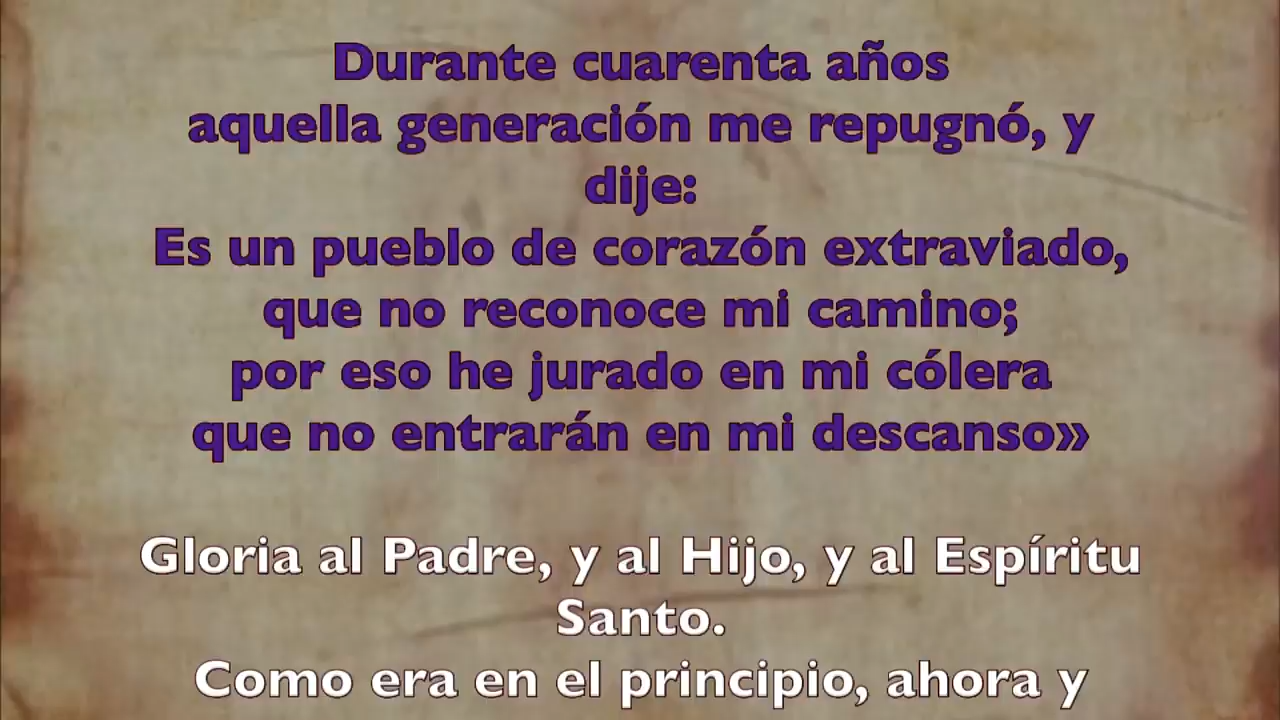 Durante cuarenta años
aquella generación me repugnó, y
dije:
Es un pueblo de corazón extraviado,
que no reconoce mi camino;
por eso he jurado en mi cólera
que no entrarán en mi descanso»
Gloria al Padre, y al Hijo, y al Espíritu
Santo.
Como era en el principio, ahora y